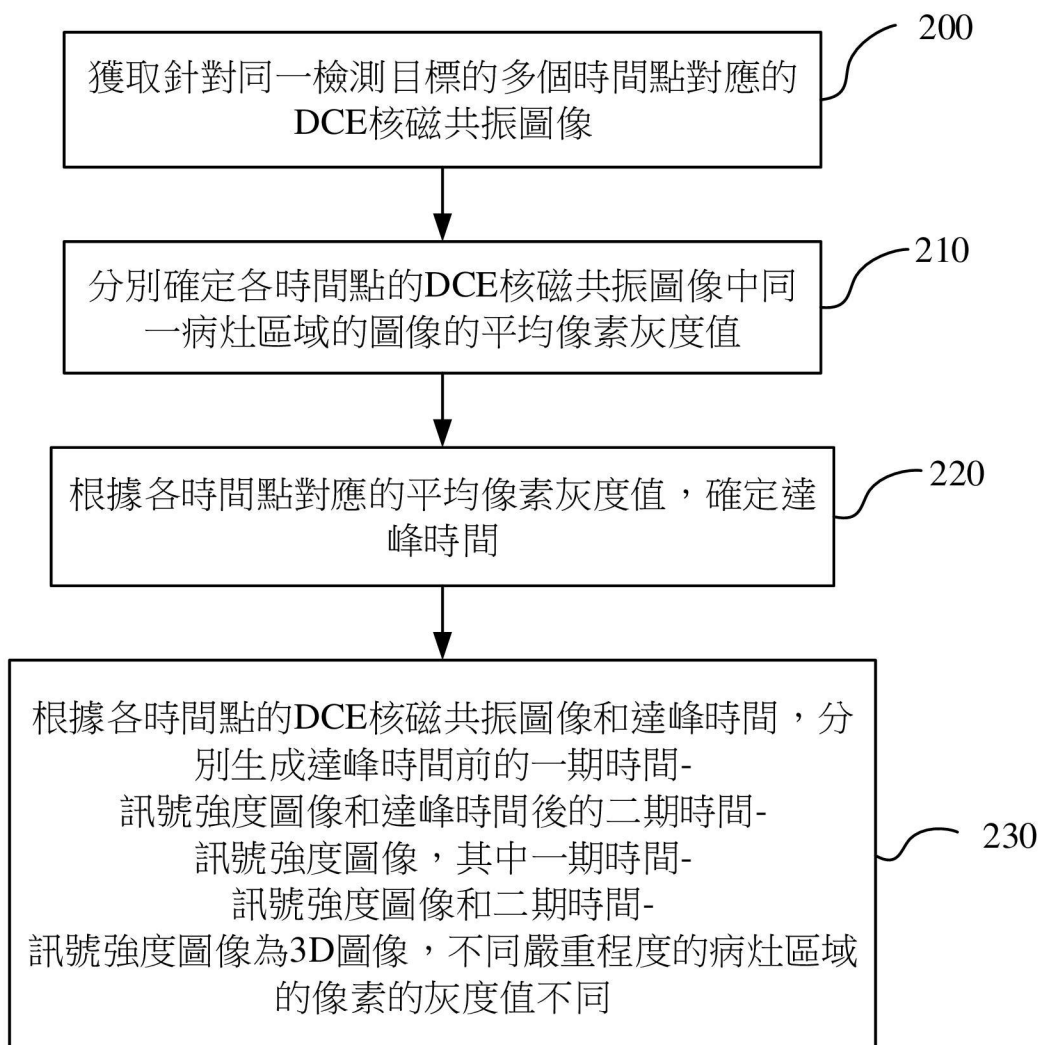 200
獲取針對同一檢測目標的多個時間點對應的
DCE核磁共振圖像
210
分別確定各時間點的DCE核磁共振圖像中同
一病灶區域的圖像的平均像素灰度值
220
根據各時間點對應的平均像素灰度值，確定達
峰時間
230
根據各時間點的DCE核磁共振圖像和達峰時間，分
別生成達峰時間前的一期時間-
訊號強度圖像和達峰時間後的二期時間-
訊號強度圖像，其中一期時間-
訊號強度圖像和二期時間-
訊號強度圖像為3D圖像，不同嚴重程度的病灶區域
的像素的灰度值不同